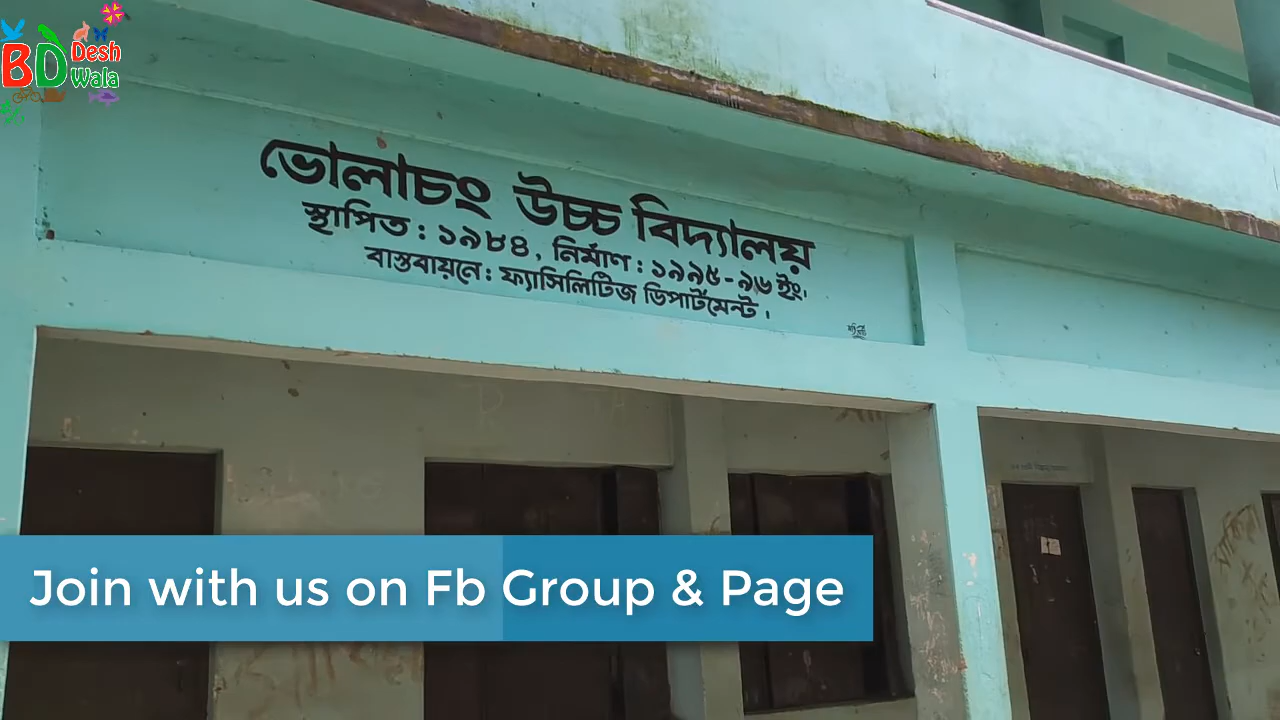 BD Desh Wala
ভোলাচং উচ্চ বিদ্যালয়
স্থাপিত : ১৯৮৪, নির্মাণ : ১৯৯৫-৯৬ ইং।
বাস্তবায়নে : ফ্যাসিলিটিজ ডিপার্টমেন্ট।
Join with us on Fb Group & Page